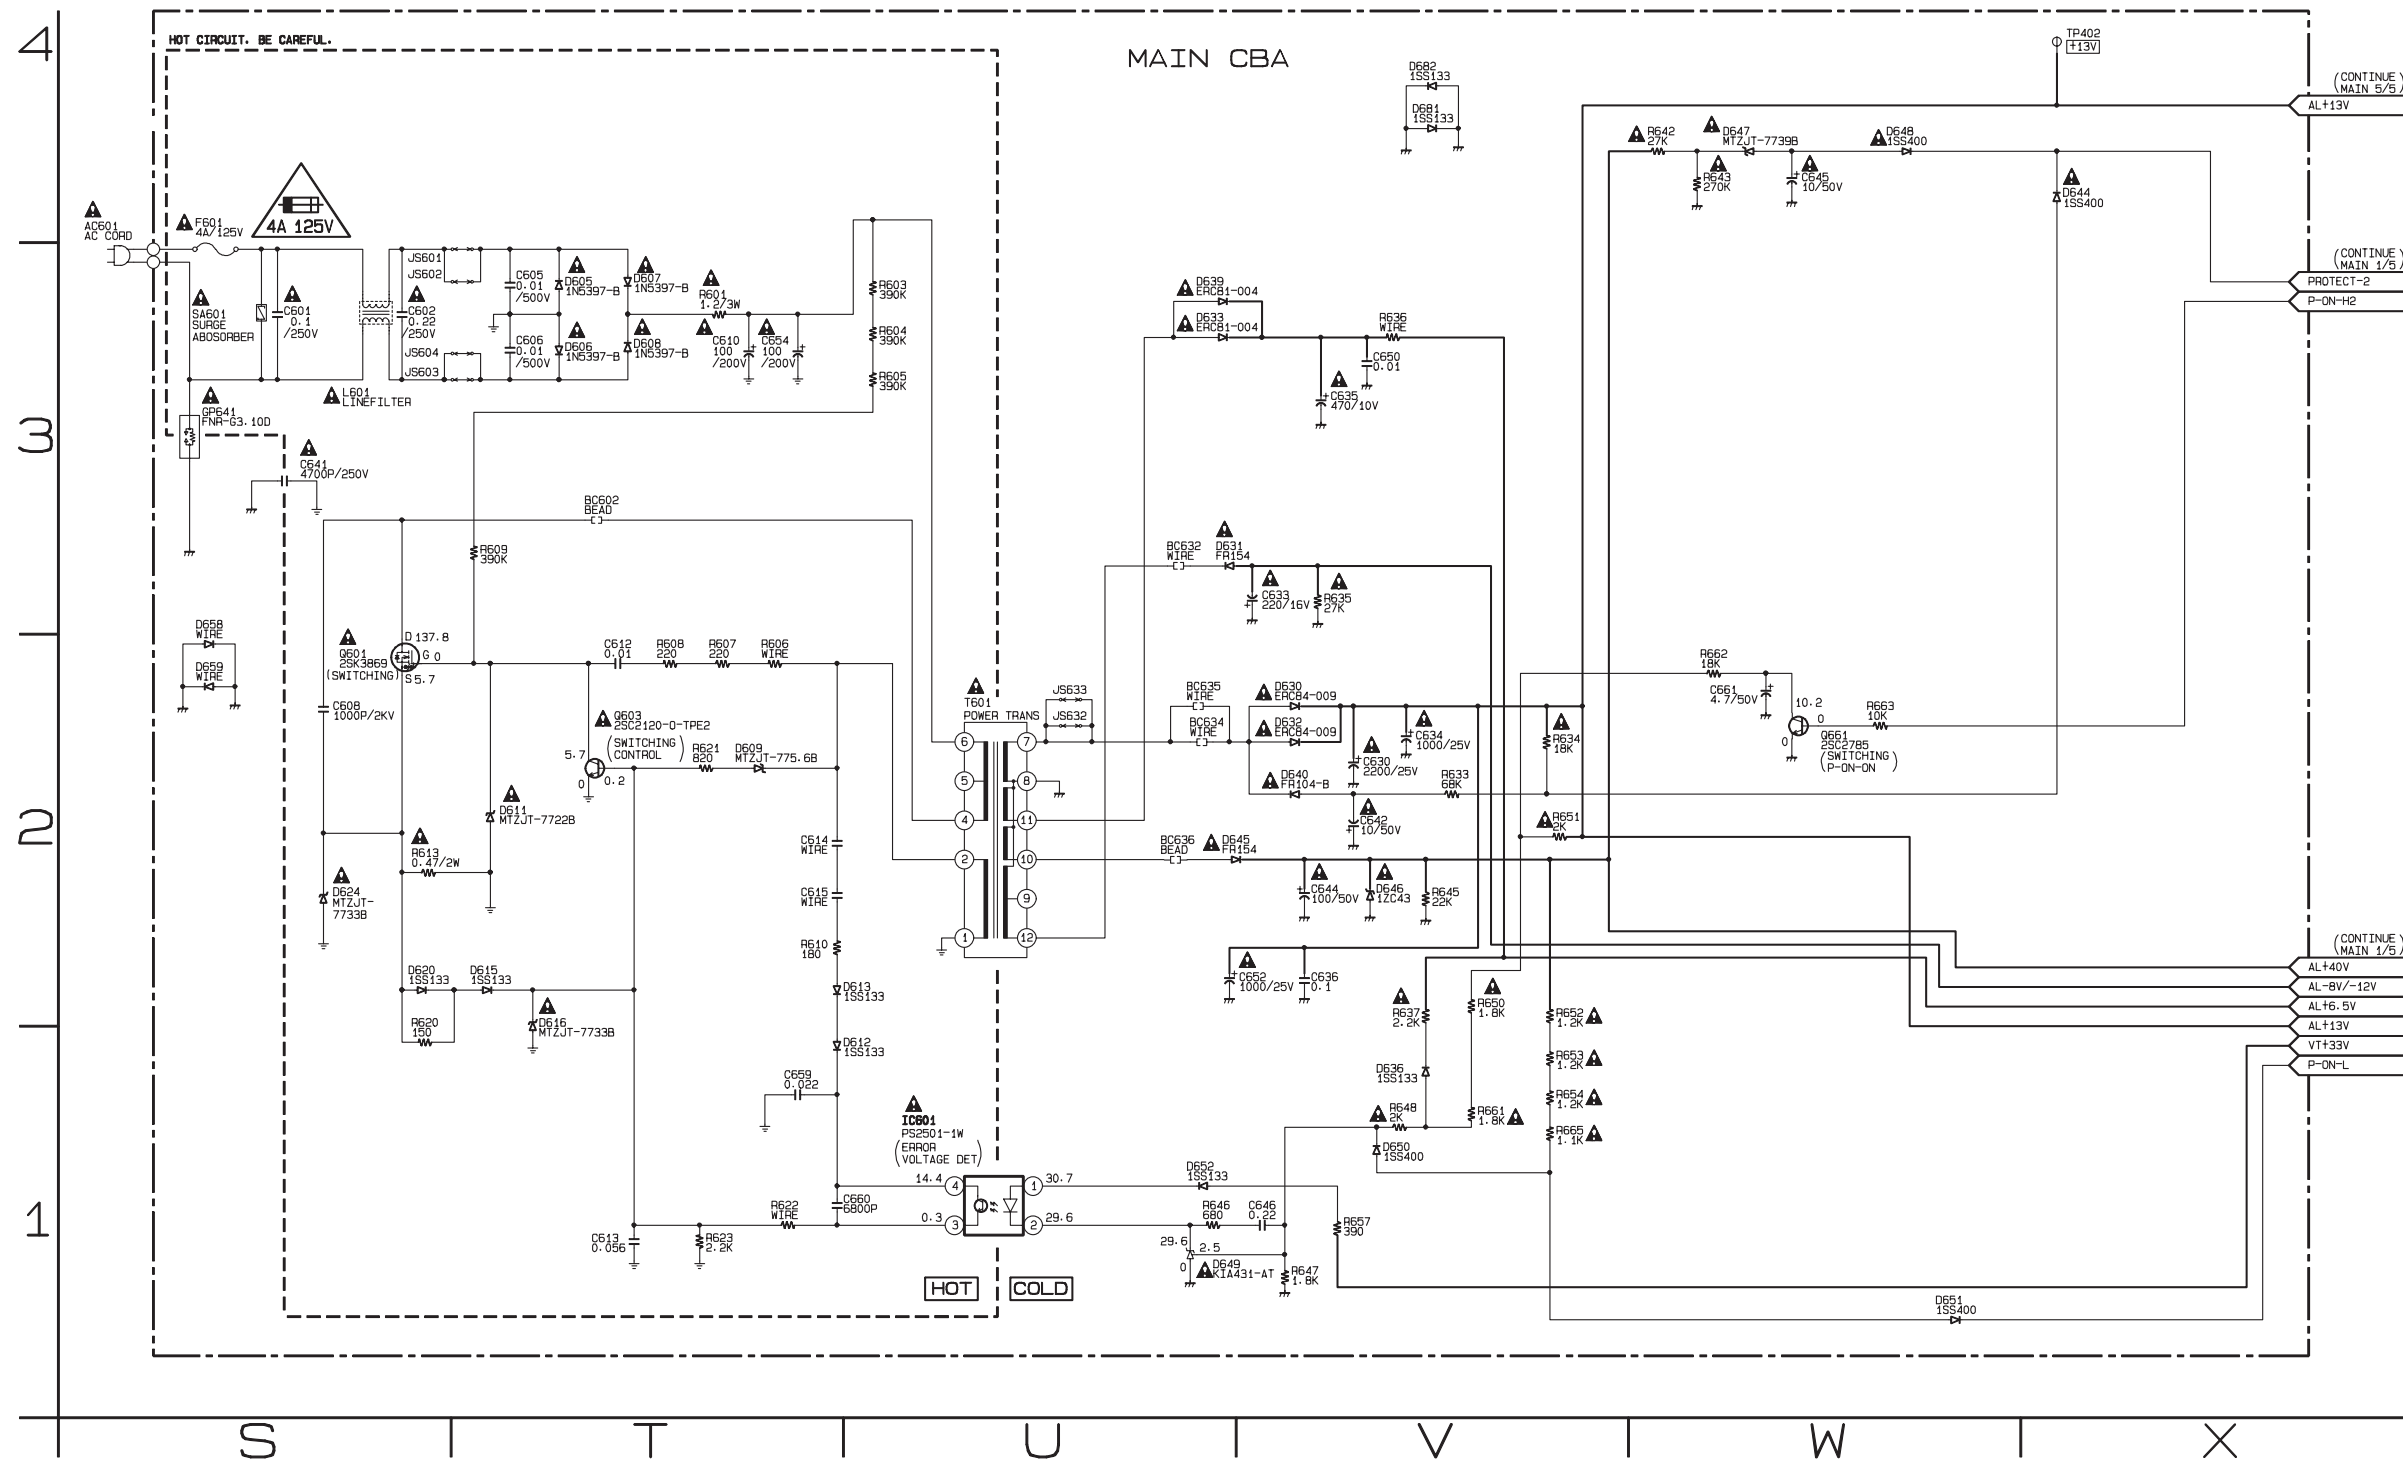 4
HOT CIRCUIT. BE CAREFUL.
MAIN CBA
TP402
+13V
D682
1SS133
D681
1SS133
(CONTINUE
MAIN 5/5
AL+13V
R642
27K
D647
MTZJT-7739B
D648
1SS400
R643
270K
C645
10/50V
D644
1SS400
AC601
AC CORD
F601
4A/125V
4A 125V
(CONTINUE
MAIN 1/5
PROTECT-2
P-ON-H2
SA601
SURGE
ABOSORBER
C601
0.1
/250V
JS601
JS602
C602
0.22
/250V
JS604
JS603
C605
0.01
/500V
D605
1N5397-B
D607
1N5397-B
R601
1.2/3W
C606
0.01
/500V
D606
1N5397-B
D608
1N5397-B
C610
100
/200V
C654
100
/200V
R603
390K
R604
390K
R605
390K
D639
ERC81-004
D633
ERC81-004
R636
WIRE
C650
0.01
C635
470/10V
L601
LINEFILTER
GP641
FNR-G3.10D
3
C641
4700P/250V
BC602
BEAD
R609
390K
BC632
WIRE
D631
FR154
C633
220/16V
R635
27K
D658
WIRE
D659
WIRE
Q601
2SK3869
(SWITCHING)
D 137.8
G 0
S 5.7
C612
0.01
R608
220
R607
220
R606
WIRE
C608
1000P/2KV
Q603
2SC2120-O-TPE2
(SWITCHING
CONTROL)
5.7
0
0.2
R621
820
D609
MTZJT-775.6B
T601
POWER TRANS
JS633
JS632
6
5
4
2
1
7
8
11
10
9
12
BC635
WIRE
BC634
WIRE
D630
ERC84-009
D632
ERC84-009
C634
1000/25V
C630
2200/25V
R634
18K
D640
FR104-B
R633
68K
C642
10/50V
R662
18K
C661
4.7/50V
10.2
0
0
R663
10K
Q661
2SC2785
(SWITCHING
P-ON-ON)
2
D611
MTZJT-7722B
R613
0.47/2W
D624
MTZJT-
7733B
C614
WIRE
C615
WIRE
R610
180
BC636
BEAD
D645
FR154
R651
2K
C644
100/50V
D646
1ZC43
R645
22K
D620
1SS133
D615
1SS133
D613
1SS133
R620
150
D616
MTZJT-7733B
D612
1SS133
C652
1000/25V
C636
0.1
R637
2.2K
R650
1.8K
R652
1.2K
R653
1.2K
R654
1.2K
R665
1.1K
(CONTINUE
MAIN 1/5
AL+40V
AL-8V/-12V
AL+6.5V
AL+13V
VT+33V
P-ON-L
C659
0.022
D636
1SS133
R648
2K
R661
1.8K
D650
1SS400
IC601
PS2501-1W
(ERROR
VOLTAGE DET)
1
14.4
4
1
30.7
0.3
3
2
29.6
D652
1SS133
R646
680
C646
0.22
R657
390
29.6
2.5
0
D649
KIA431-AT
R647
1.8K
C613
0.056
R623
2.2K
R622
WIRE
C660
6800P
HOT
COLD
D651
1SS400
S
T
U
V
W
X